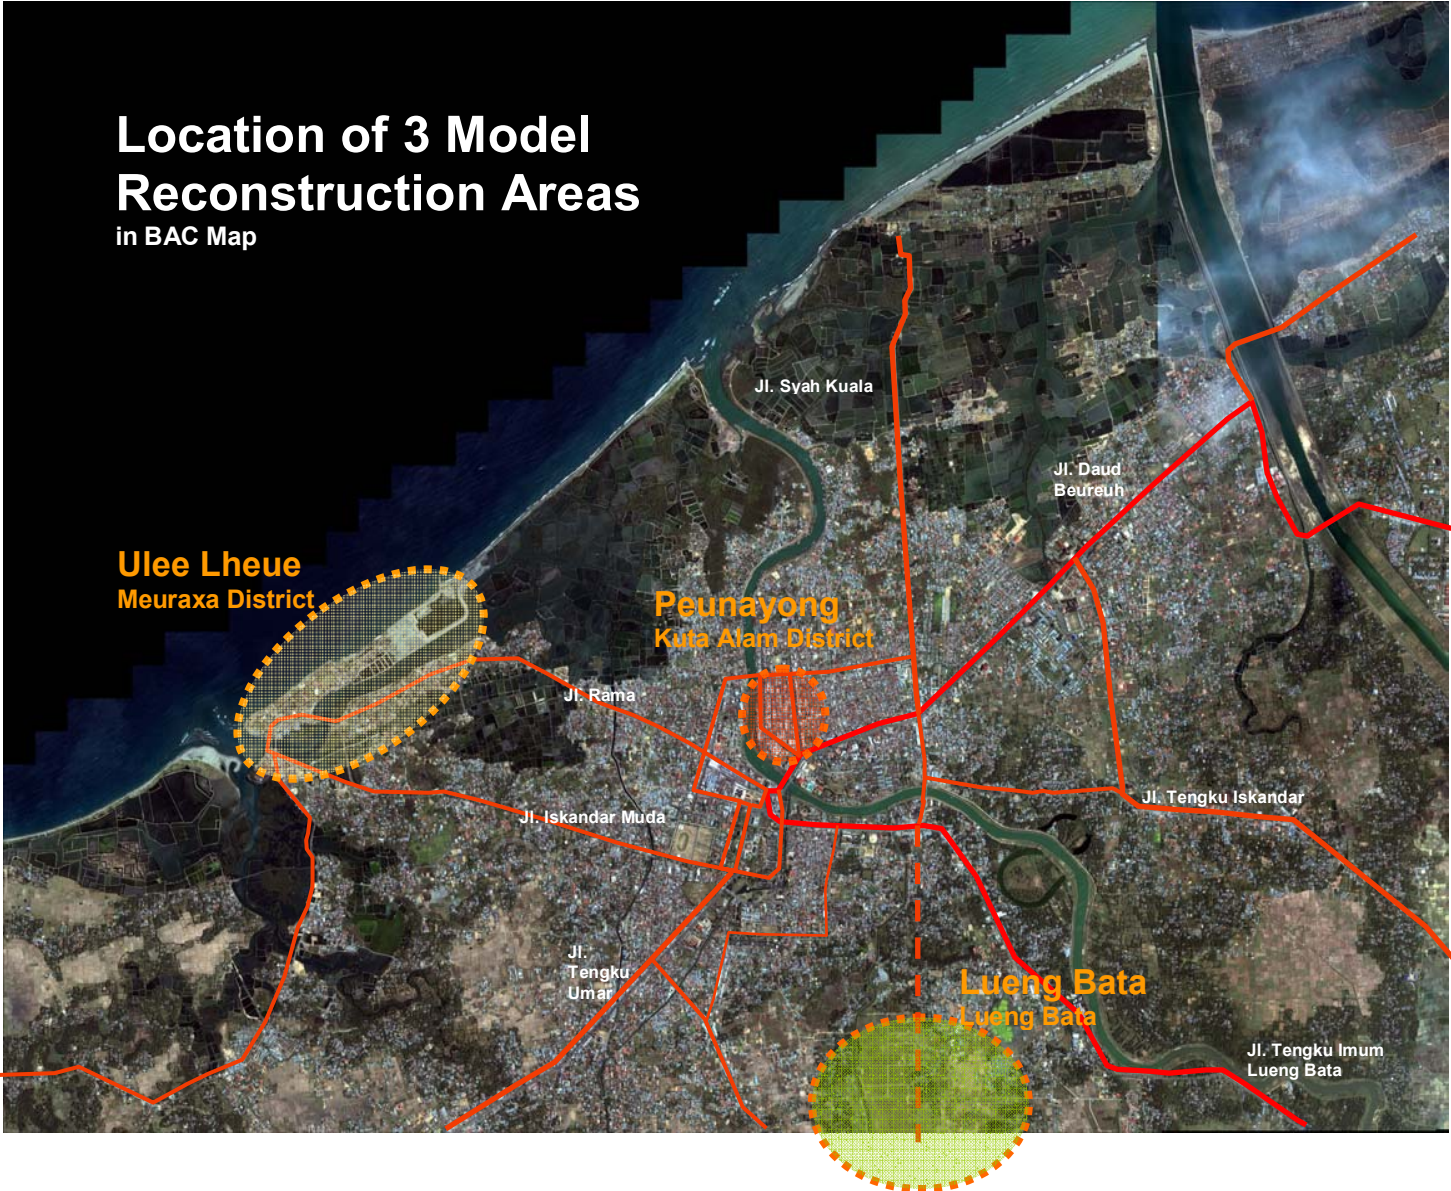 Location of 3 Model
Reconstruction Areas
in BAC Map
Jl. Syah Kuala
Jl. Daud
Beureuh
Ulee Lheue
Meuraxa District
Peunayong
Kuta Alam District
Jl. Rama
Jl. Iskandar Muda
Jl. Tengku Iskandar
Jl.
Tengku
Umar
Lueng Bata
Lueng Bata
Jl. Tengku Imum
Lueng Bata